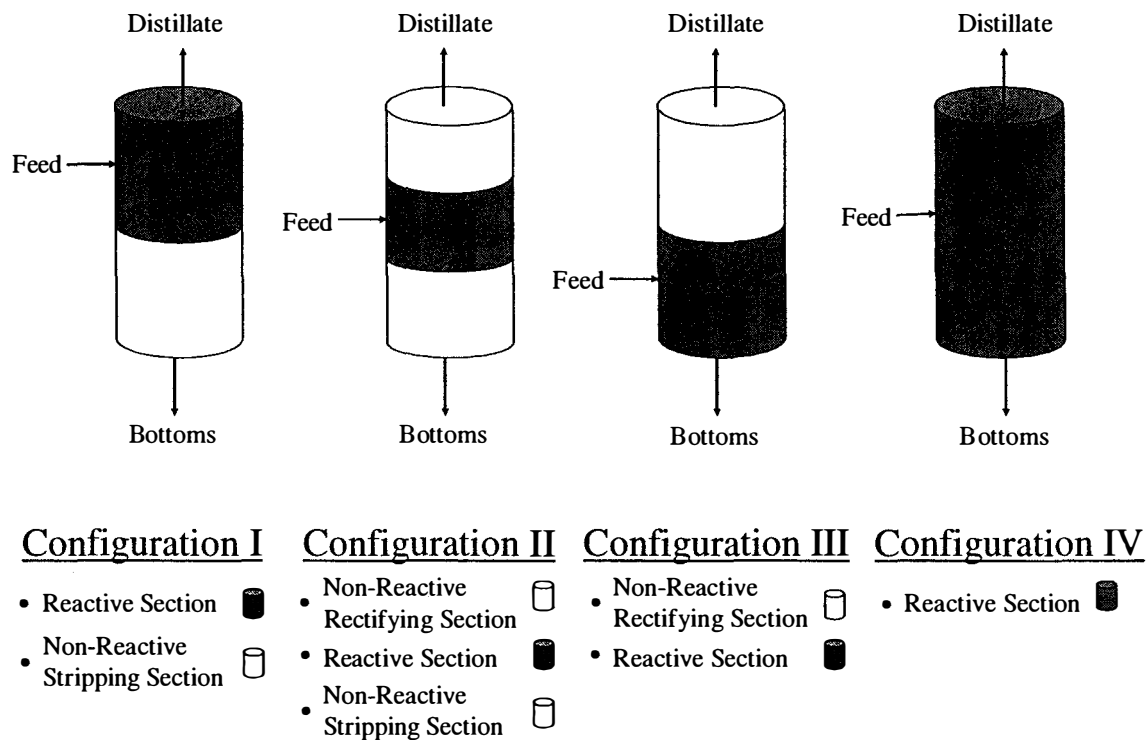 Distillate
Distillate
Distillate
Distillate
Feed
Feed
Feed
Feed
Bottoms
Bottoms
Bottoms
Bottoms
Configuration I
• Reactive Section
• Non-Reactive
Stripping Section
Configuration II
• Non-Reactive
Rectifying Section
• Reactive Section
• Non-Reactive
Stripping Section
Configuration III
• Non-Reactive
Rectifying Section
• Reactive Section
Configuration IV
• Reactive Section